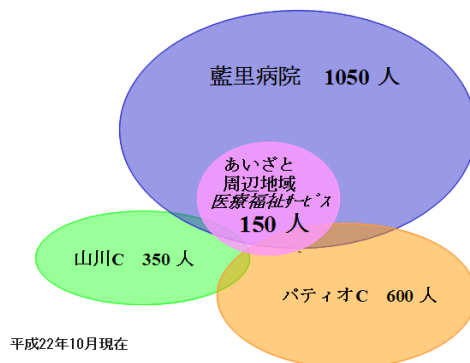 藍里病院 1050 人
あいざと
周辺地域
医療福祉ｻｰﾋﾞｽ
150 人
山川C 350 人
パティオC 600 人
平成22年10月現在